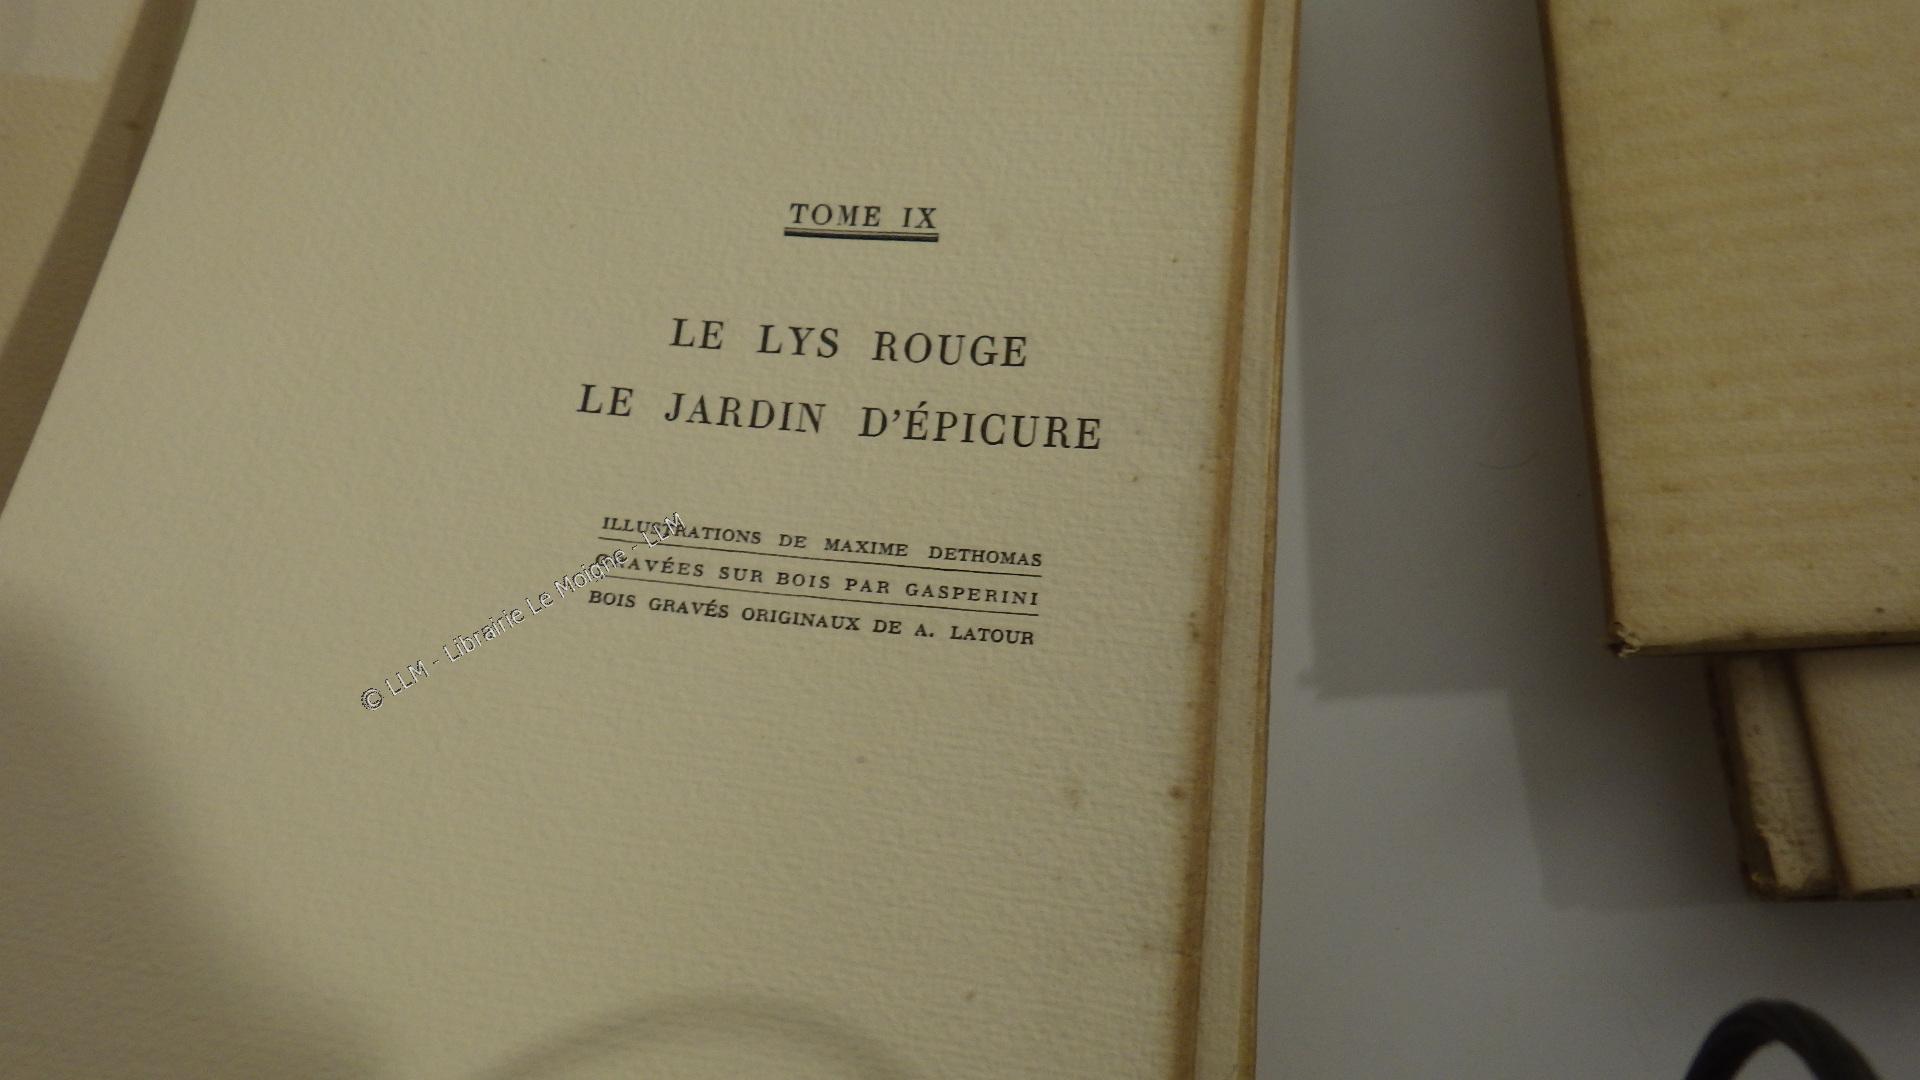 TOME IX
LE LYS ROUGE
LE JARDIN D'ÉPICURE
ILLUSTRATIONS DE MAXIME DETHOMAS
GRAVÉES SUR BOIS PAR GASPERINI
BOIS GRAVÉS ORIGINAUX DE A. LATOUR
© LLM - Librairie Le Moigne - LLM